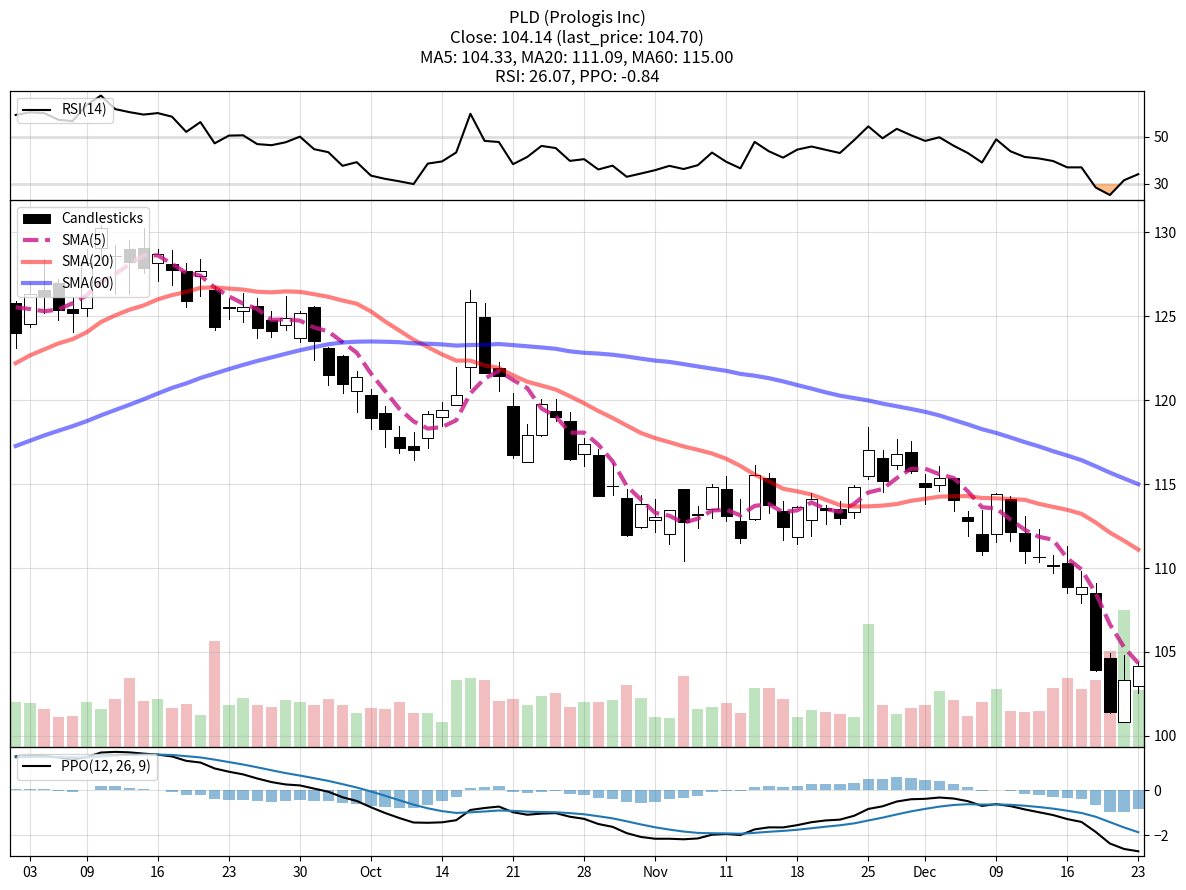 PLD (Prologis Inc)
Close: 104.14 (last_price: 104.70)
MA5: 104.33, MA20: 111.09, MA60: 115.00
RSI: 26.07, PPO: -0.84
RSI(14)
50
30
Candlesticks
SMA(5)
SMA(20)
SMA(60)
130
125
120
115
110
105
100
PPO(12, 26, 9)
0
−2
03 09 16 23 30 Oct 14 21 28 Nov 11 18 25 Dec 09 16 23